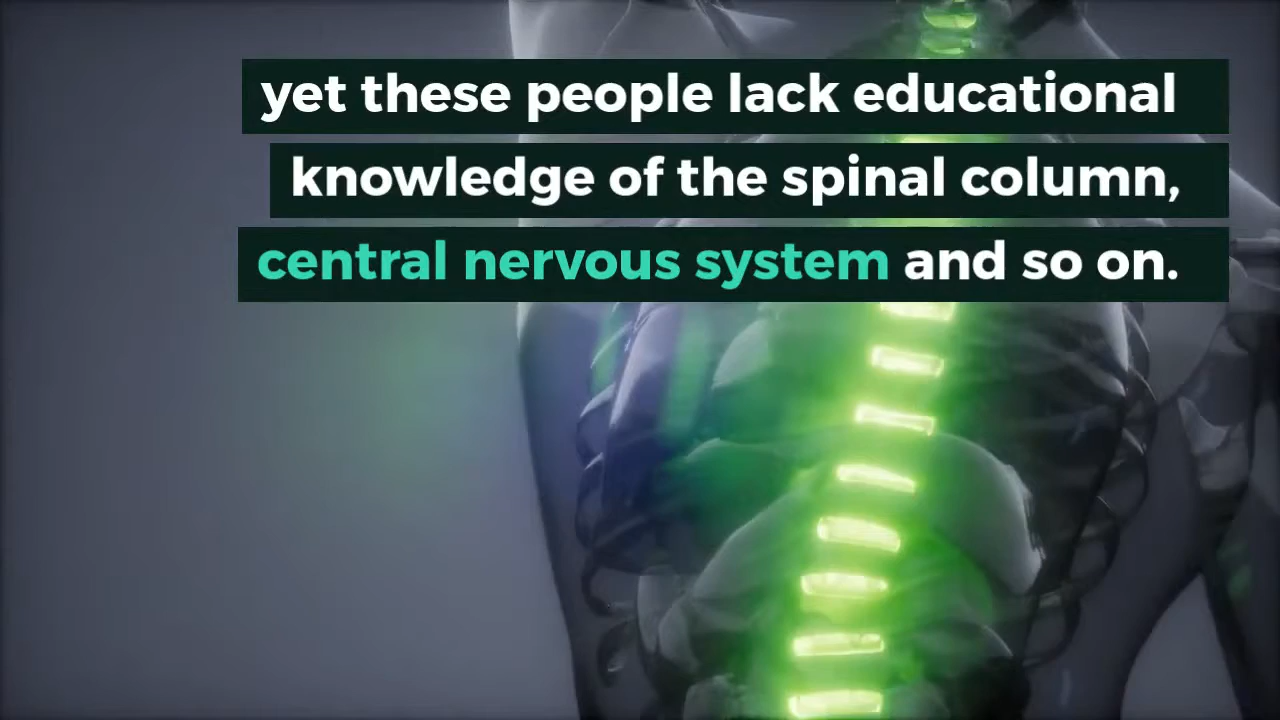 yet these people lack educational
knowledge of the spinal column,
central nervous system and so on.